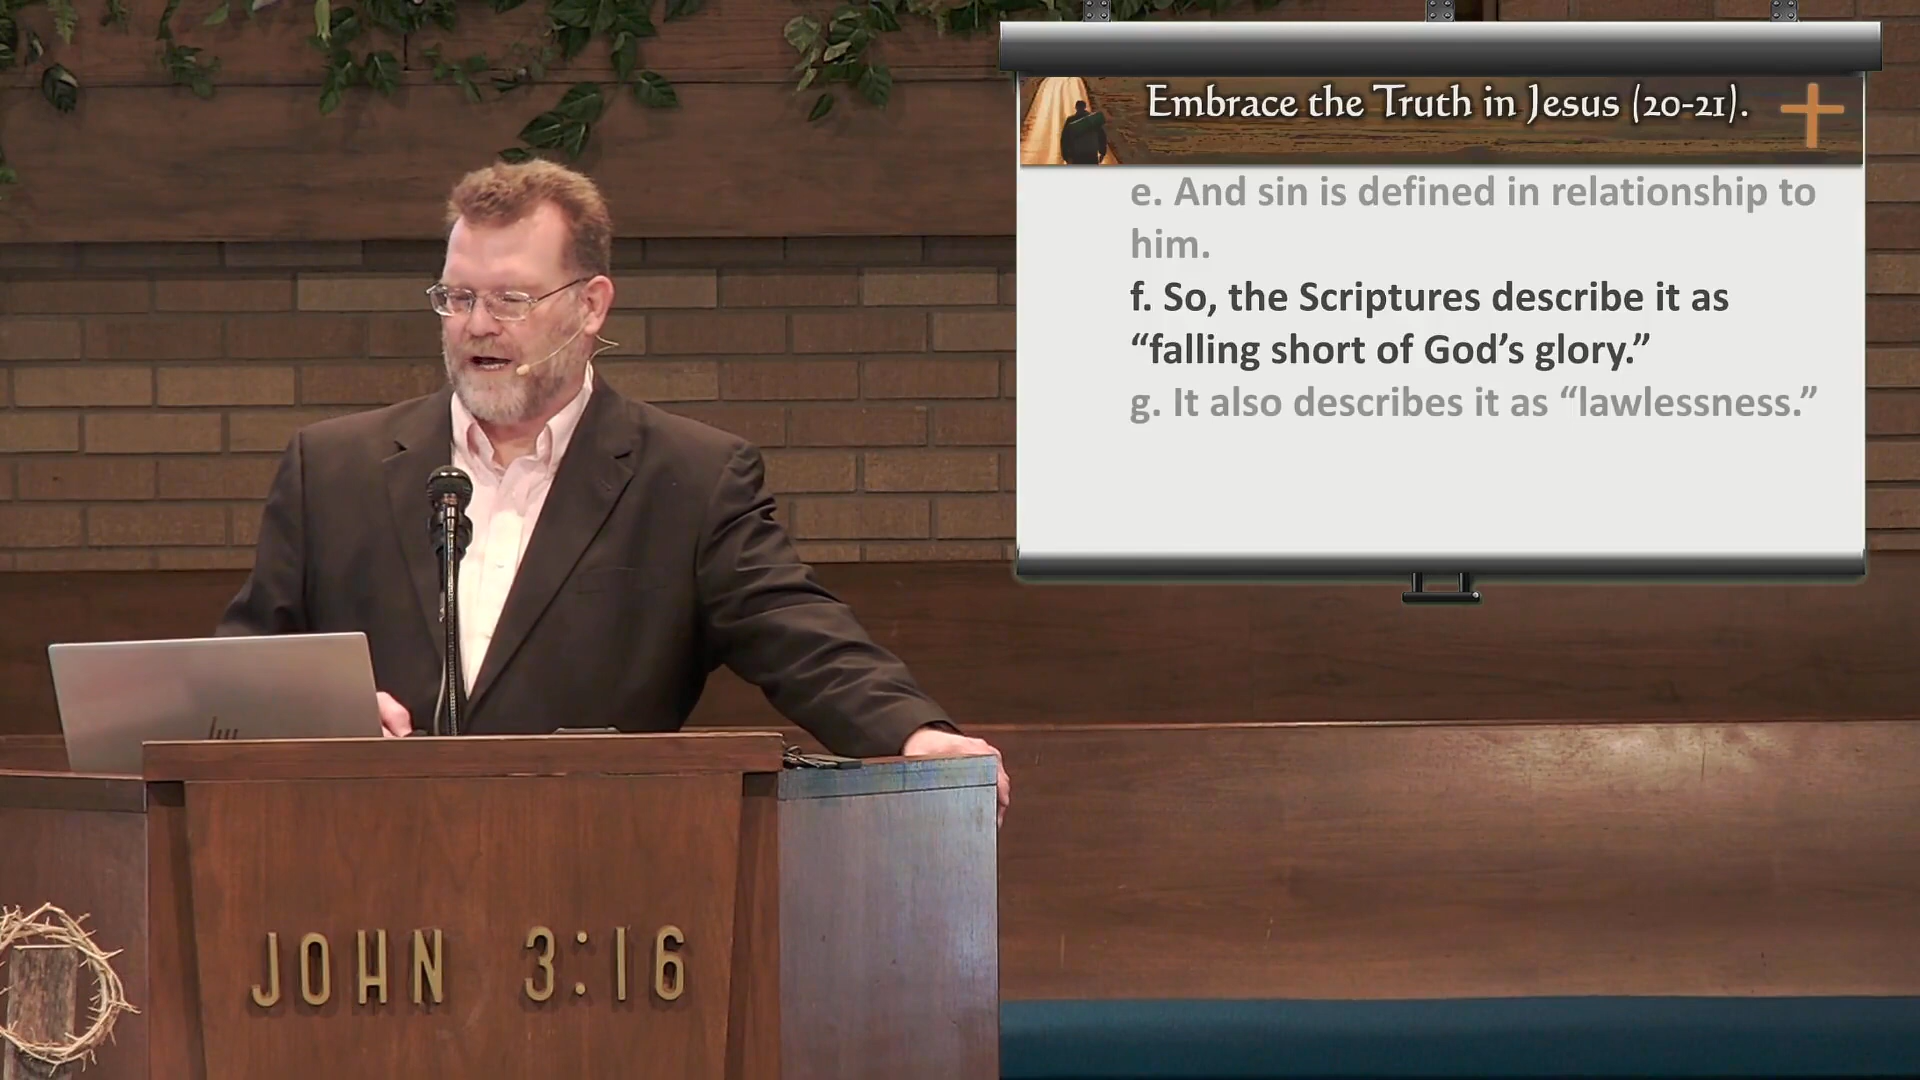 Embrace the Truth in Jesus (20-21).
e. And sin is defined in relationship to
him.
f. So, the Scriptures describe it as
“falling short of God’s glory.”
g. It also describes it as “lawlessness.”
hp
JOHN 3:16